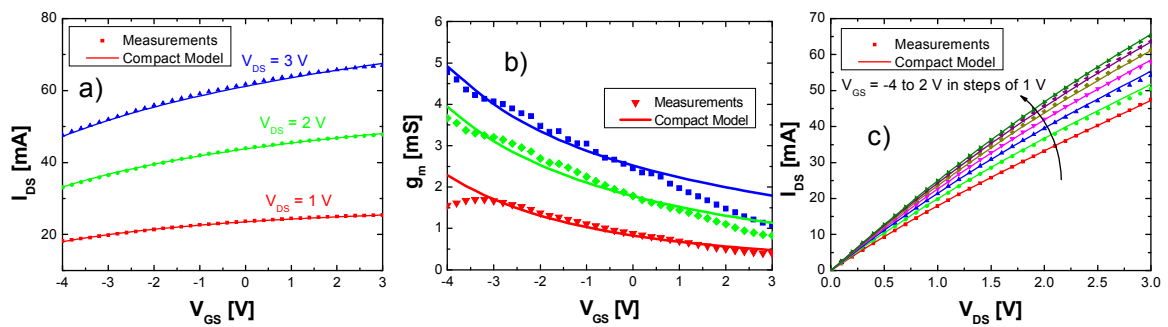 80
60
40
20
I_DS [mA]
Measurements
Compact Model
a)
V_DS = 3 V
V_DS = 2 V
V_DS = 1 V
-4 -3 -2 -1 0 1 2 3
V_GS [V]
6
5
4
3
2
1
0
g_m [mS]
b)
Measurements
Compact Model
-4 -3 -2 -1 0 1 2 3
V_GS [V]
70
60
50
40
30
20
10
0
I_DS [mA]
Measurements
Compact Model
V_GS = -4 to 2 V in steps of 1 V
c)
0.0 0.5 1.0 1.5 2.0 2.5 3.0
V_DS [V]